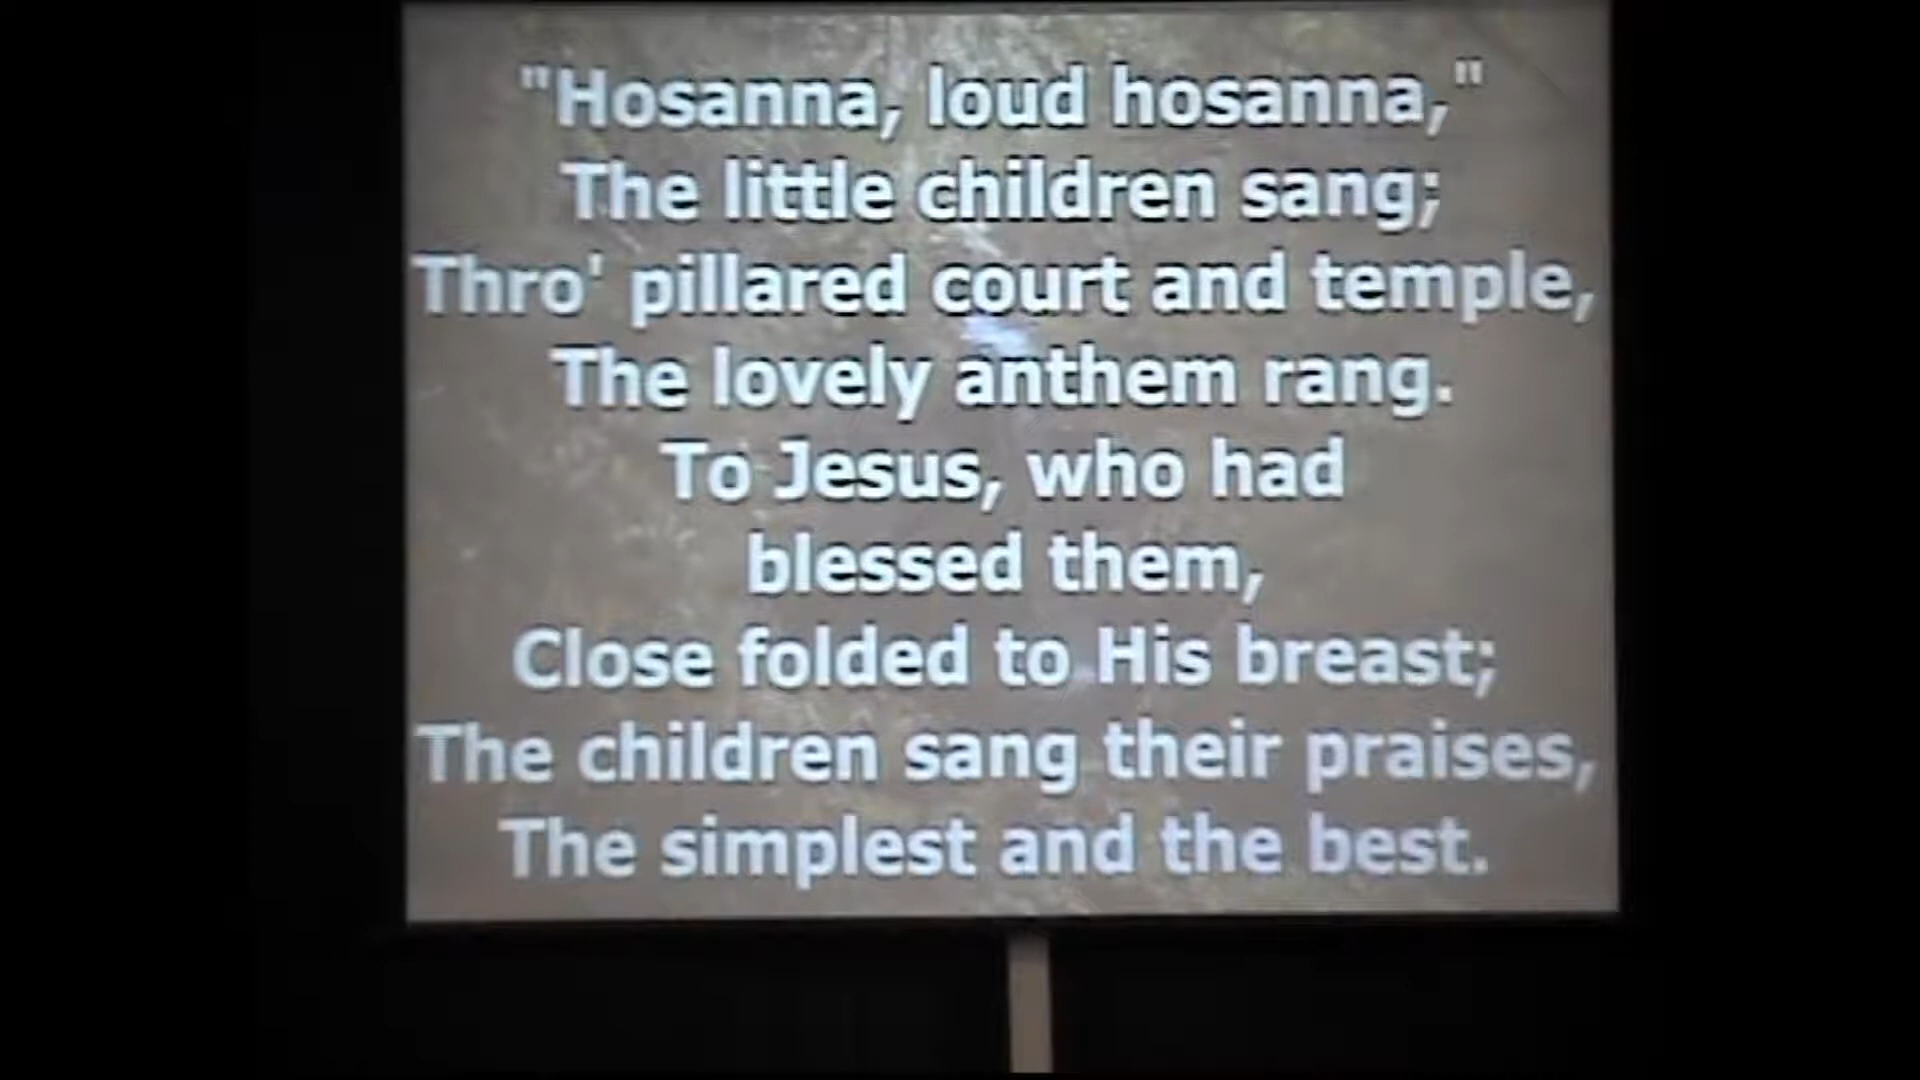 "Hosanna, loud hosanna,"
The little children sang;
Thro' pillared court and temple,
The lovely anthem rang.
To Jesus, who had
blessed them,
Close folded to His breast;
The children sang their praises,
The simplest and the best.